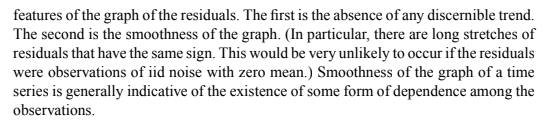 features of the graph of the residuals. The first is the absence of any discernible trend.
The second is the smoothness of the graph. (In particular, there are long stretches of
residuals that have the same sign. This would be very unlikely to occur if the residuals
were observations of iid noise with zero mean.) Smoothness of the graph of a time
series is generally indicative of the existence of some form of dependence among the
observations.